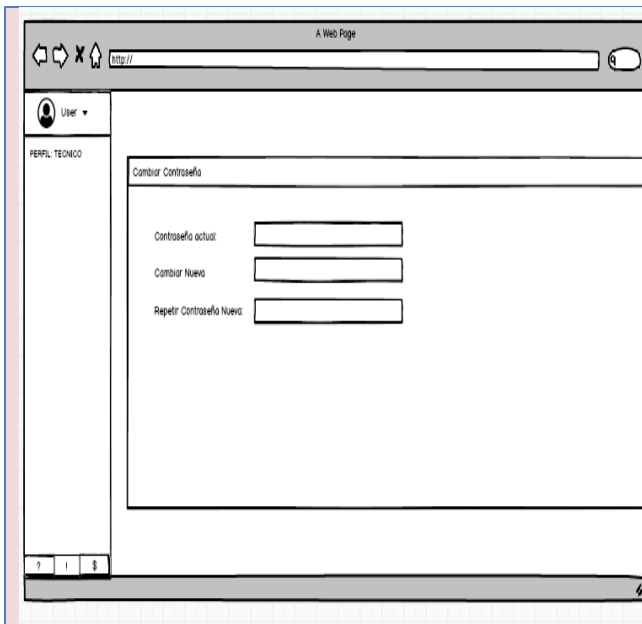 A Web Page
http://
User
PERFIL: TECNICO
Cambiar Contraseña
Contraseña actual:
Cambiar Nueva
Repetir Contraseña Nueva:
? ! $